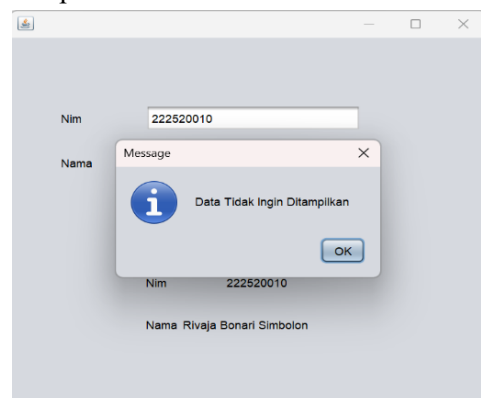 Nim 222520010
Nama
Message
Data Tidak Ingin Ditampilkan
OK
Nim 222520010
Nama Rivaja Bonari Simbolon